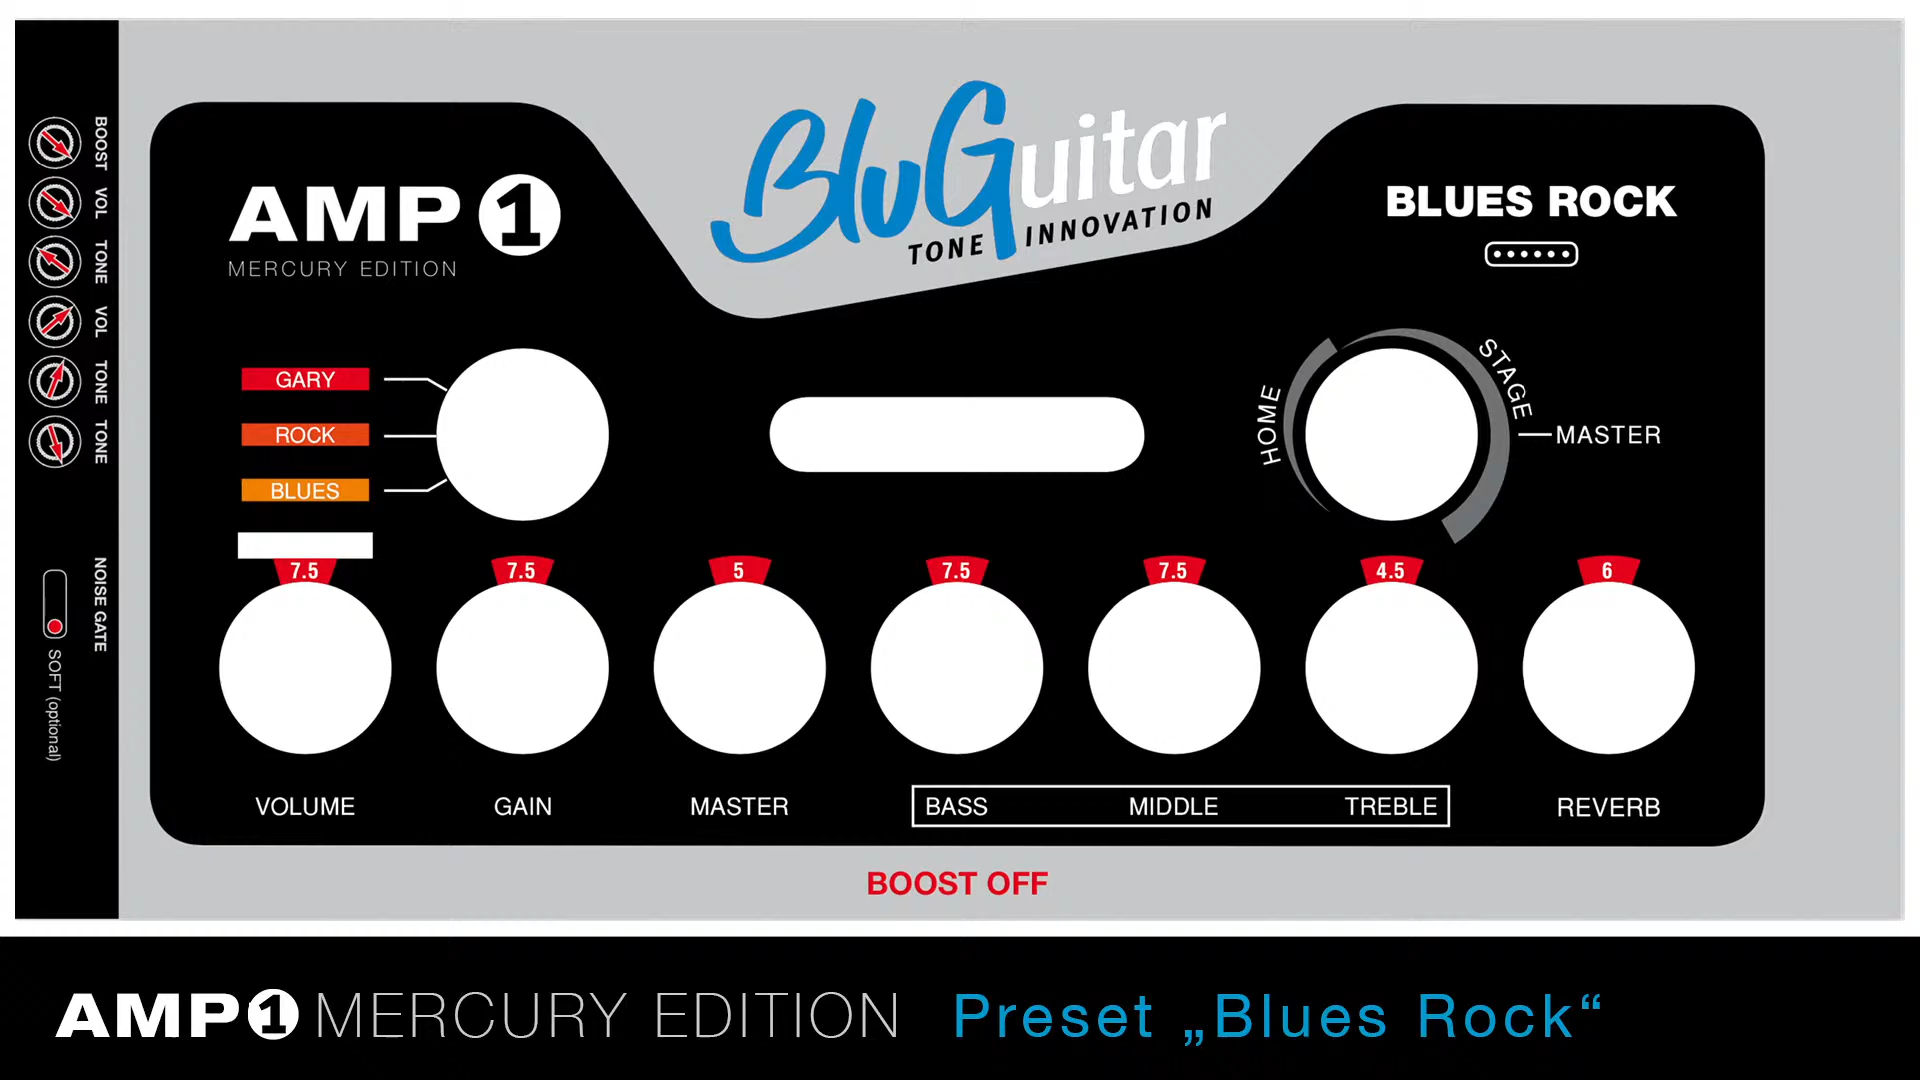 BOOST
VOL
TONE
VOL
TONE
TONE
NOISE GATE
SOFT (optional)
AMP 1
MERCURY EDITION
BluGuitar
TONE INNOVATION
BLUES ROCK
GARY
ROCK
BLUES
HOME
STAGE
MASTER
7.5
7.5
5
7.5
7.5
4.5
6
VOLUME
GAIN
MASTER
BASS
MIDDLE
TREBLE
REVERB
BOOST OFF
AMP1 MERCURY EDITION Preset „Blues Rock“